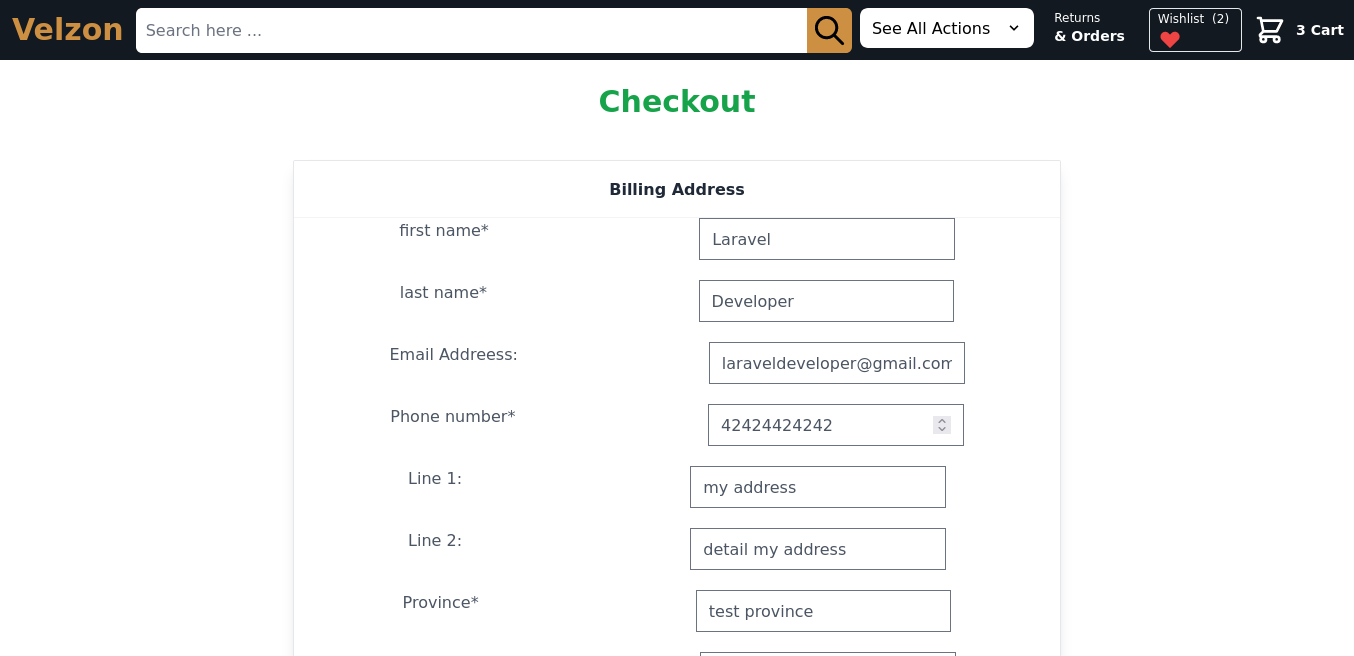 Velzon
Search here ...
See All Actions
Returns
& Orders
Wishlist (2)
3 Cart
Checkout
Billing Address
first name*
Laravel
last name*
Developer
Email Addreess:
laraveldeveloper@gmail.com
Phone number*
42424424242
Line 1:
my address
Line 2:
detail my address
Province*
test province